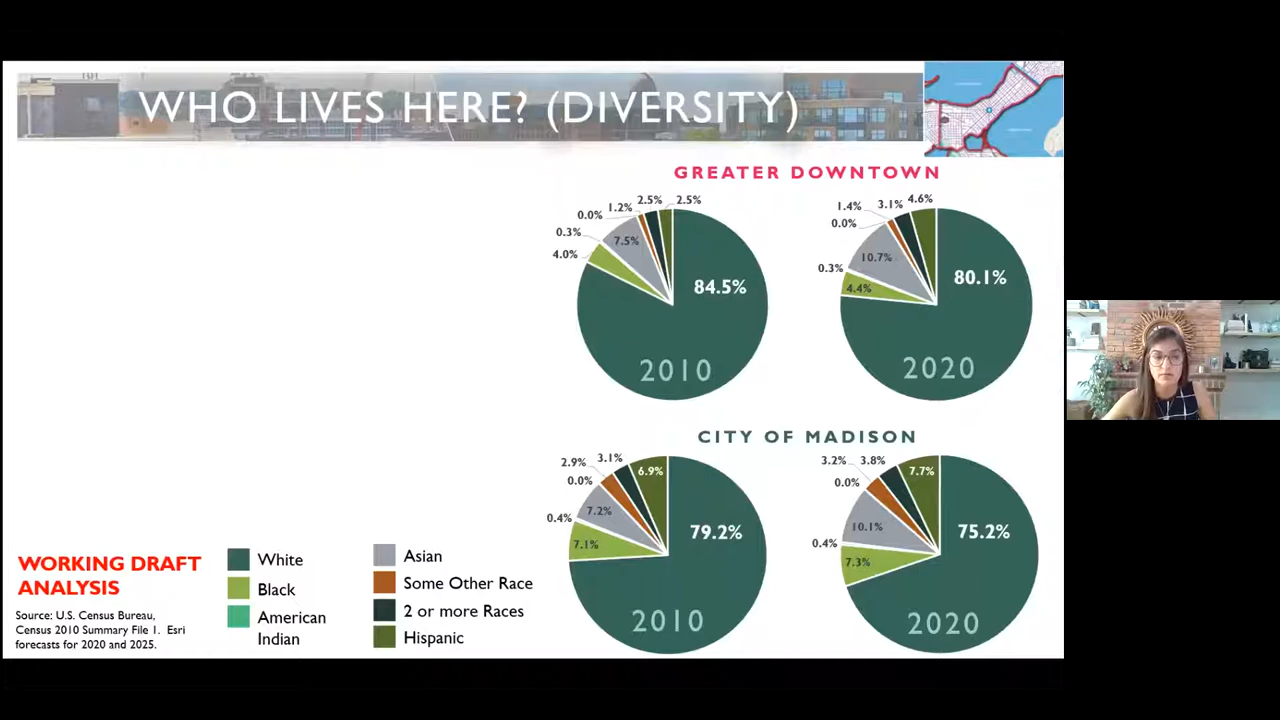 WHO LIVES HERE? (DIVERSITY)
GREATER DOWNTOWN
0.0%
1.2%
2.5%
2.5%
0.3%
7.5%
4.0%
84.5%
2010
1.4%
3.1%
4.6%
0.0%
10.7%
0.3%
4.4%
80.1%
2020
CITY OF MADISON
2.9%
3.1%
6.9%
0.0%
7.2%
0.4%
7.1%
79.2%
2010
3.2%
3.8%
7.7%
0.0%
10.1%
0.4%
7.3%
75.2%
2020
WORKING DRAFT
ANALYSIS
Source: U.S. Census Bureau,
Census 2010 Summary File 1. Esri
forecasts for 2020 and 2025.
White
Black
American
Indian
Asian
Some Other Race
2 or more Races
Hispanic